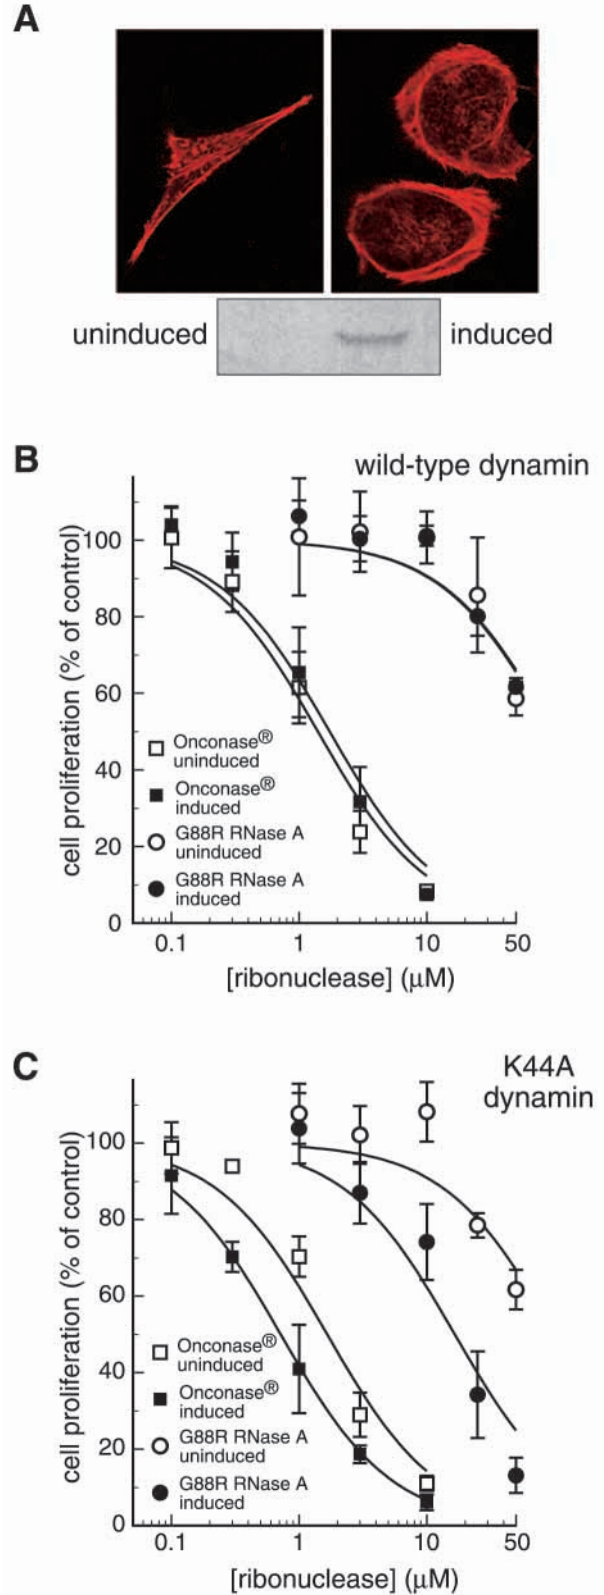 A
uninduced
induced
B
wild-type dynamin
cell proliferation (% of control)
100
80
60
40
20
0
Onconase®
uninduced
Onconase®
induced
G88R RNase A
uninduced
G88R RNase A
induced
0.1
1
10
50
[ribonuclease] (μM)
C
K44A
dynamin
cell proliferation (% of control)
100
80
60
40
20
0
Onconase®
uninduced
Onconase®
induced
G88R RNase A
uninduced
G88R RNase A
induced
0.1
1
10
50
[ribonuclease] (μM)